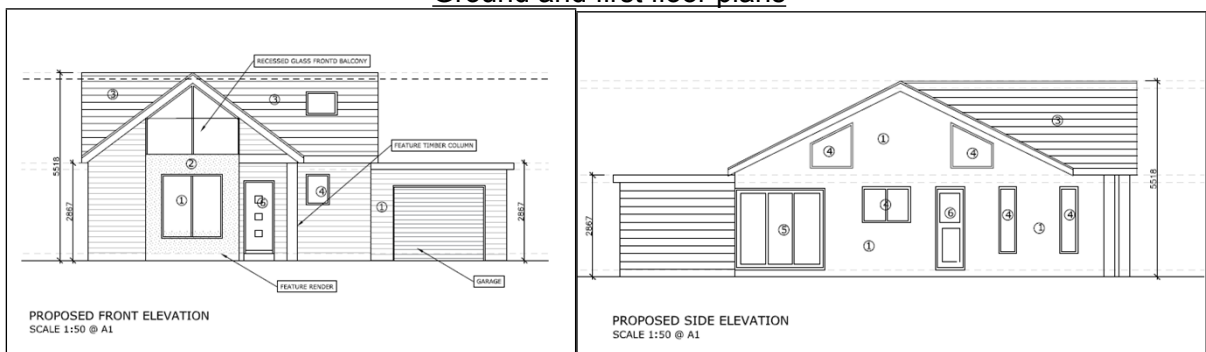 Ground and first floor plans
RECESSED GLASS FRONTD BALCONY
3
3
FEATURE TIMBER COLUMN
2
5518
2867
1
6
4
1
2867
FEATURE RENDER
GARAGE
PROPOSED FRONT ELEVATION
SCALE 1:50 @ A1
3
1
4
4
5518
2867
6
4
4
5
1
1
PROPOSED SIDE ELEVATION
SCALE 1:50 @ A1